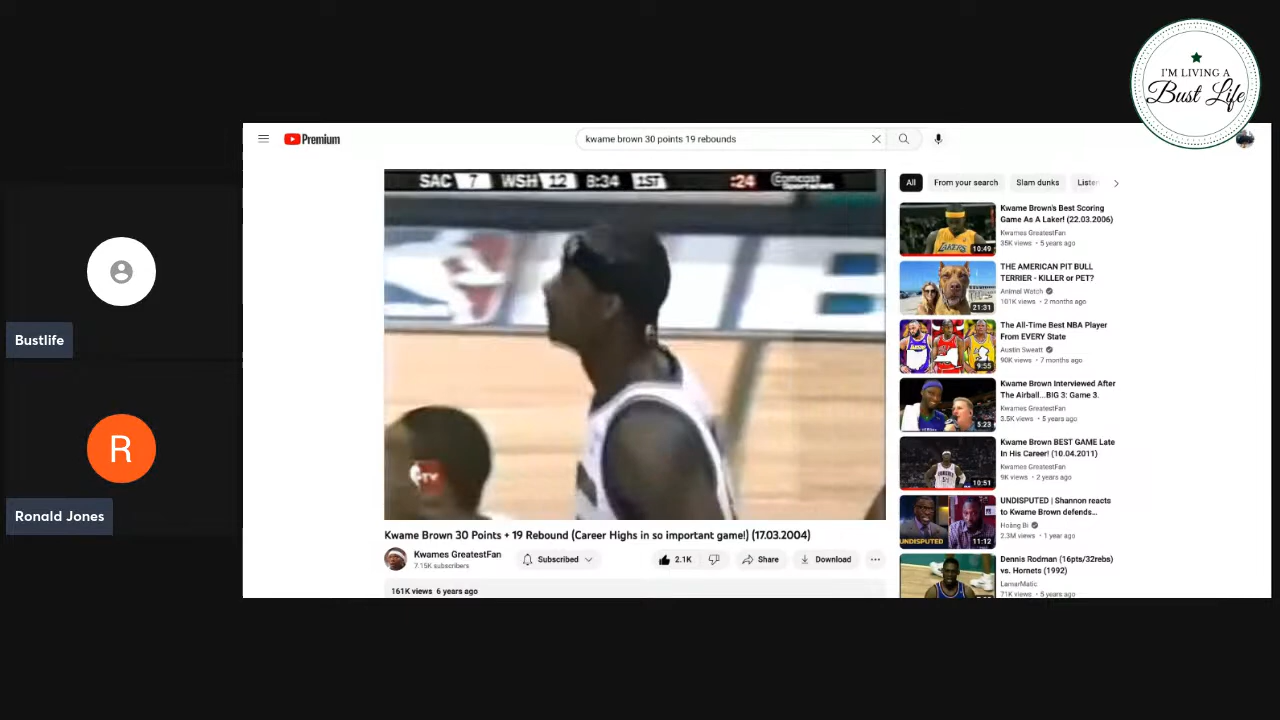 I'M LIVING A
Bust Life
Premium
kwame brown 30 points 19 rebounds
SAC 7 WSH 12 8:34 1ST :24 Comcast
All
From your search
Slam dunks
Listen
Kwame Brown's Best Scoring
Game As A Laker! (22.03.2006)
Kwames GreatestFan
35K views • 5 years ago
LAKERS
10:49
THE AMERICAN PIT BULL
TERRIER - KILLER or PET?
Animal Watch
101K views • 2 months ago
21:31
The All-Time Best NBA Player
From EVERY State
Austin Sweatt
90K views • 7 months ago
9:55
Kwame Brown Interviewed After
The Airball...BIG 3: Game 3.
Kwames GreatestFan
2.5K views • 5 years ago
5:23
Kwame Brown BEST GAME Late
In His Career! (10.04.2011)
Kwames GreatestFan
9K views • 2 years ago
10:51
UNDISPUTED | Shannon reacts
to Kwame Brown defends...
Hoàng Bi
2.3M views • 1 year ago
UNDISPUTED
11:12
Dennis Rodman (16pts/32rebs)
vs. Hornets (1992)
LamarMatic
71K views • 5 years ago
Bustlife
R
Ronald Jones
Kwame Brown 30 Points + 19 Rebound (Career Highs in so important game!) (17.03.2004)
Kwames GreatestFan
7.15K subscribers
Subscribed
2.1K
Share
Download
161K views 6 years ago